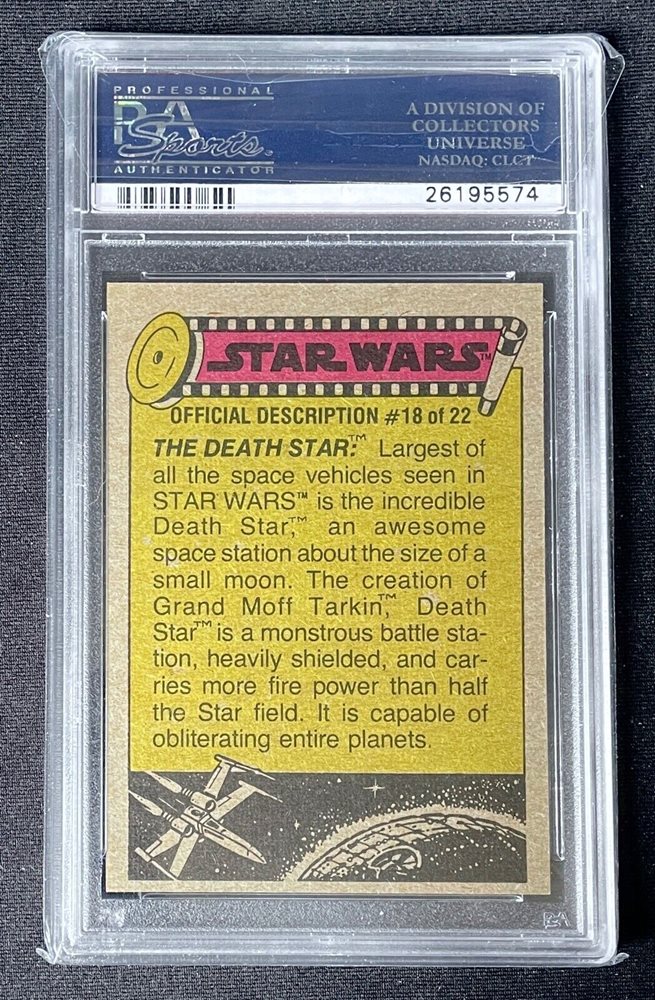 PROFESSIONAL
PSA
Sports
AUTHENTICATOR
A DIVISION OF
COLLECTORS
UNIVERSE
NASDAQ: CLCT
26195574
STAR WARS™
OFFICIAL DESCRIPTION #18 of 22
THE DEATH STAR:™ Largest of
all the space vehicles seen in
STAR WARS™ is the incredible
Death Star,™ an awesome
space station about the size of a
small moon. The creation of
Grand Moff Tarkin,™ Death
Star™ is a monstrous battle sta-
tion, heavily shielded, and car-
ries more fire power than half
the Star field. It is capable of
obliterating entire planets.
PSA